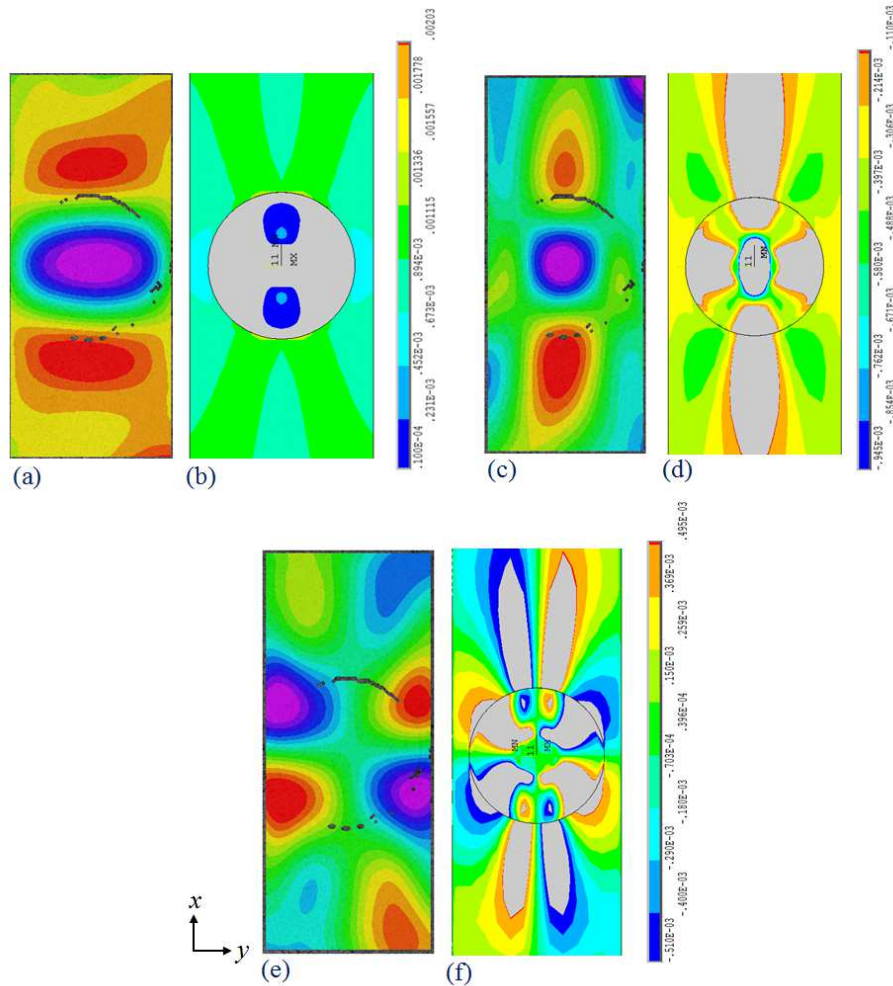 .00203
.001778
.001557
.001336
.001115
.894E-03
.673E-03
.452E-03
.231E-03
.100E-04
11
MX
(a)
(b)
-.110E-03
-.214E-03
-.306E-03
-.397E-03
-.488E-03
-.580E-03
-.671E-03
-.762E-03
-.854E-03
-.945E-03
11
MN
(c)
(d)
.495E-03
.369E-03
.259E-03
.150E-03
.396E-04
-.703E-04
-.180E-03
-.290E-03
-.400E-03
-.510E-03
MN
11
MX
x
y
(e)
(f)